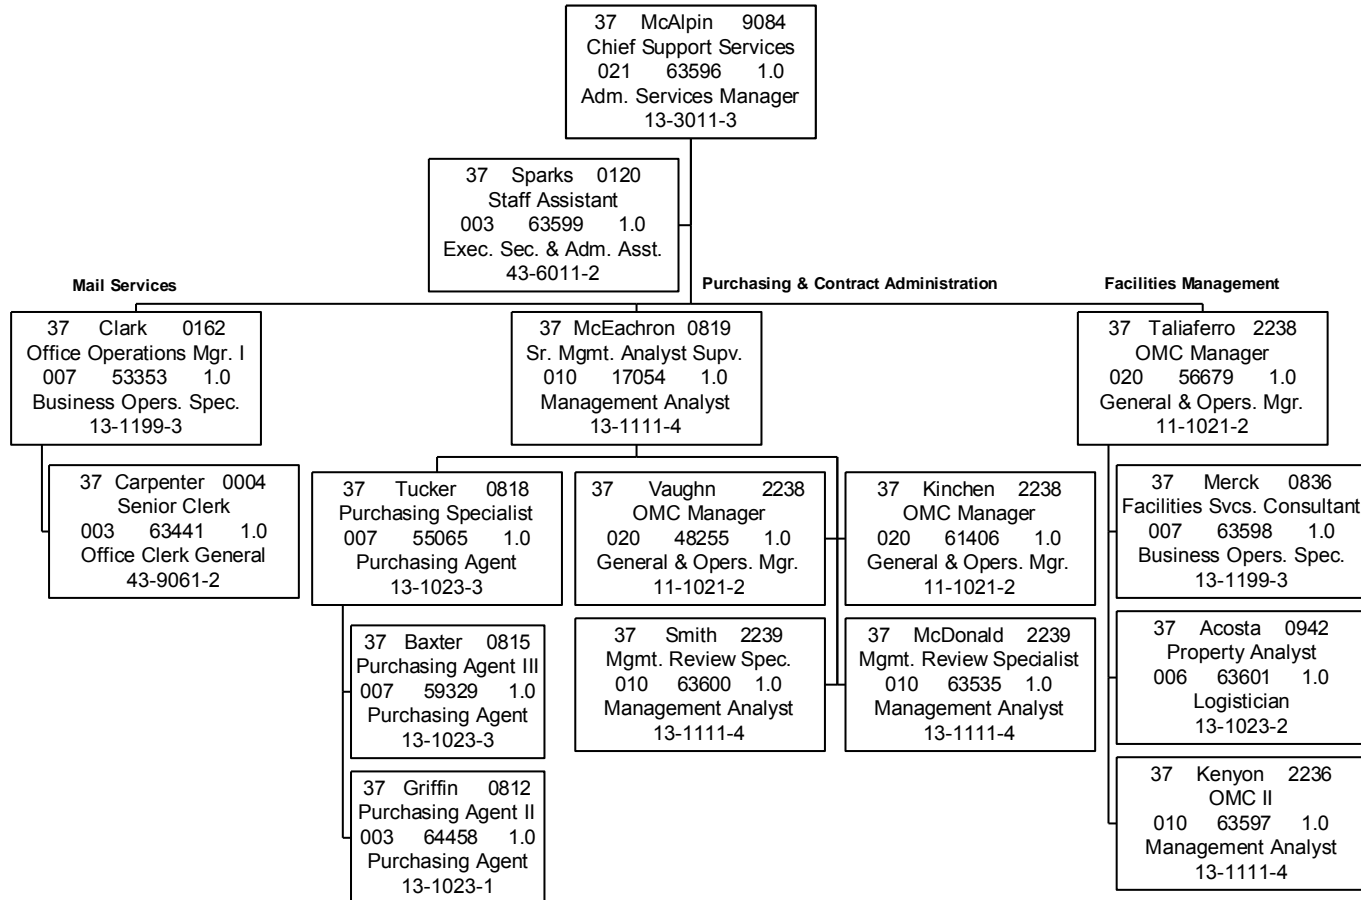 37 McAlpin 9084
Chief Support Services
021 63596 1.0
Adm. Services Manager
13-3011-3
37 Sparks 0120
Staff Assistant
003 63599 1.0
Exec. Sec. & Adm. Asst.
43-6011-2
Mail Services
Purchasing & Contract Administration
Facilities Management
37 Clark 0162
Office Operations Mgr. I
007 53353 1.0
Business Opers. Spec.
13-1199-3
37 McEachron 0819
Sr. Mgmt. Analyst Supv.
010 17054 1.0
Management Analyst
13-1111-4
37 Taliaferro 2238
OMC Manager
020 56679 1.0
General & Opers. Mgr.
11-1021-2
37 Carpenter 0004
Senior Clerk
003 63441 1.0
Office Clerk General
43-9061-2
37 Tucker 0818
Purchasing Specialist
007 55065 1.0
Purchasing Agent
13-1023-3
37 Vaughn 2238
OMC Manager
020 48255 1.0
General & Opers. Mgr.
11-1021-2
37 Kinchen 2238
OMC Manager
020 61406 1.0
General & Opers. Mgr.
11-1021-2
37 Merck 0836
Facilities Svcs. Consultant
007 63598 1.0
Business Opers. Spec.
13-1199-3
37 Baxter 0815
Purchasing Agent III
007 59329 1.0
Purchasing Agent
13-1023-3
37 Smith 2239
Mgmt. Review Spec.
010 63600 1.0
Management Analyst
13-1111-4
37 McDonald 2239
Mgmt. Review Specialist
010 63535 1.0
Management Analyst
13-1111-4
37 Acosta 0942
Property Analyst
006 63601 1.0
Logistician
13-1023-2
37 Griffin 0812
Purchasing Agent II
003 64458 1.0
Purchasing Agent
13-1023-1
37 Kenyon 2236
OMC II
010 63597 1.0
Management Analyst
13-1111-4